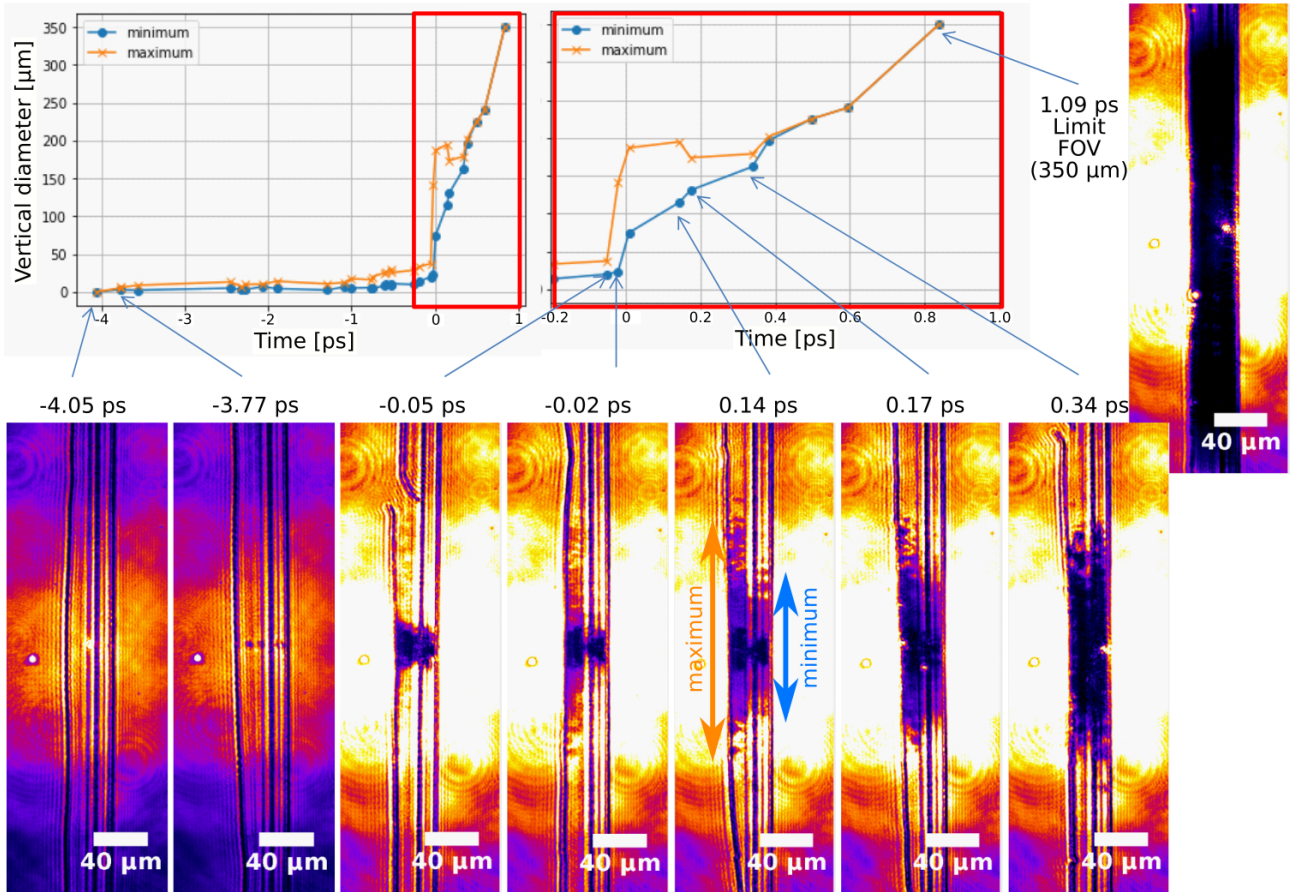 minimum
maximum
350
300
250
200
150
100
50
0
Vertical diameter [μm]
-4
-3
-2
-1
0
1
Time [ps]
minimum
maximum
-0.2
0
0.2
0.4
0.6
0.8
1.0
Time [ps]
1.09 ps
Limit
FOV
(350 μm)
40 μm
-4.05 ps
-3.77 ps
-0.05 ps
-0.02 ps
0.14 ps
0.17 ps
0.34 ps
maximum
minimum
40 μm
40 μm
40 μm
40 μm
40 μm
40 μm
40 μm